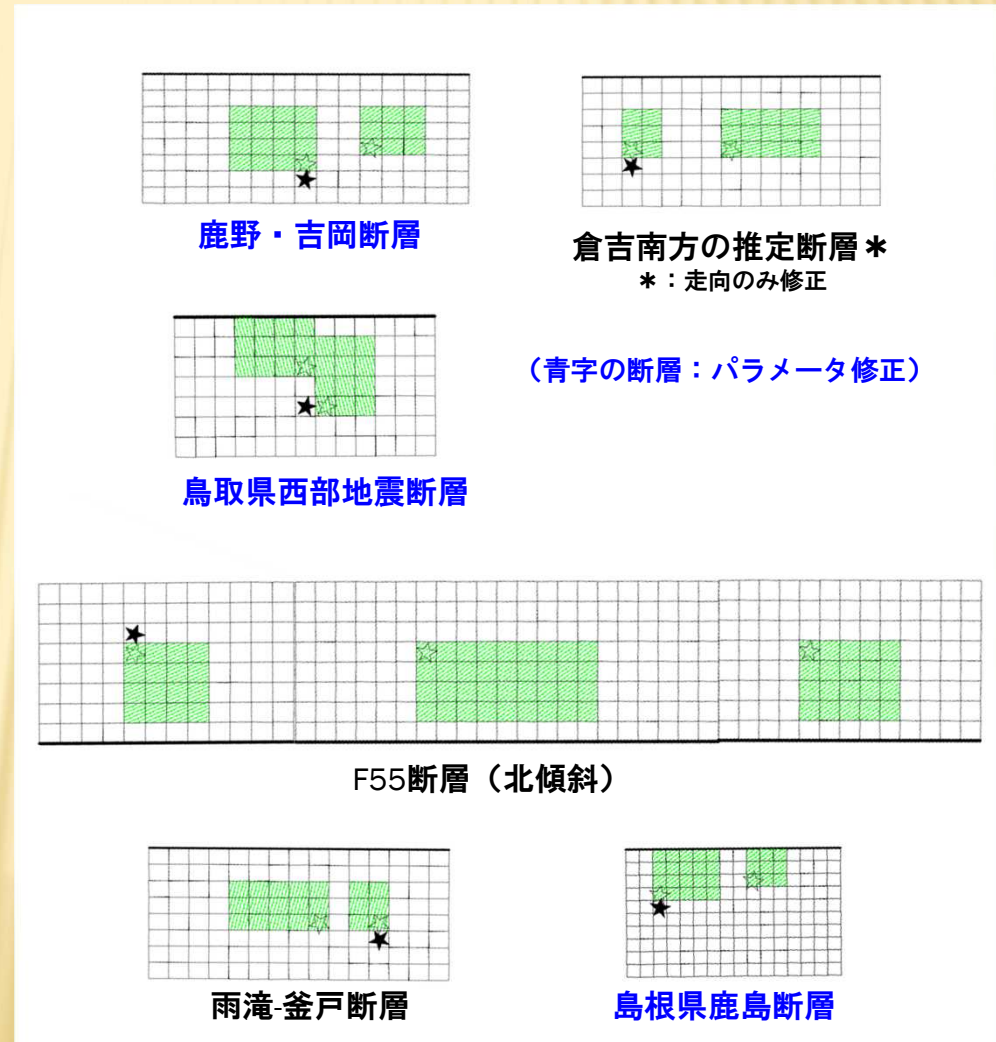 鹿野・吉岡断層
倉吉南方の推定断層＊
＊：走向のみ修正
（青字の断層：パラメータ修正）
鳥取県西部地震断層
F55断層（北傾斜）
雨滝-釜戸断層
島根県鹿島断層